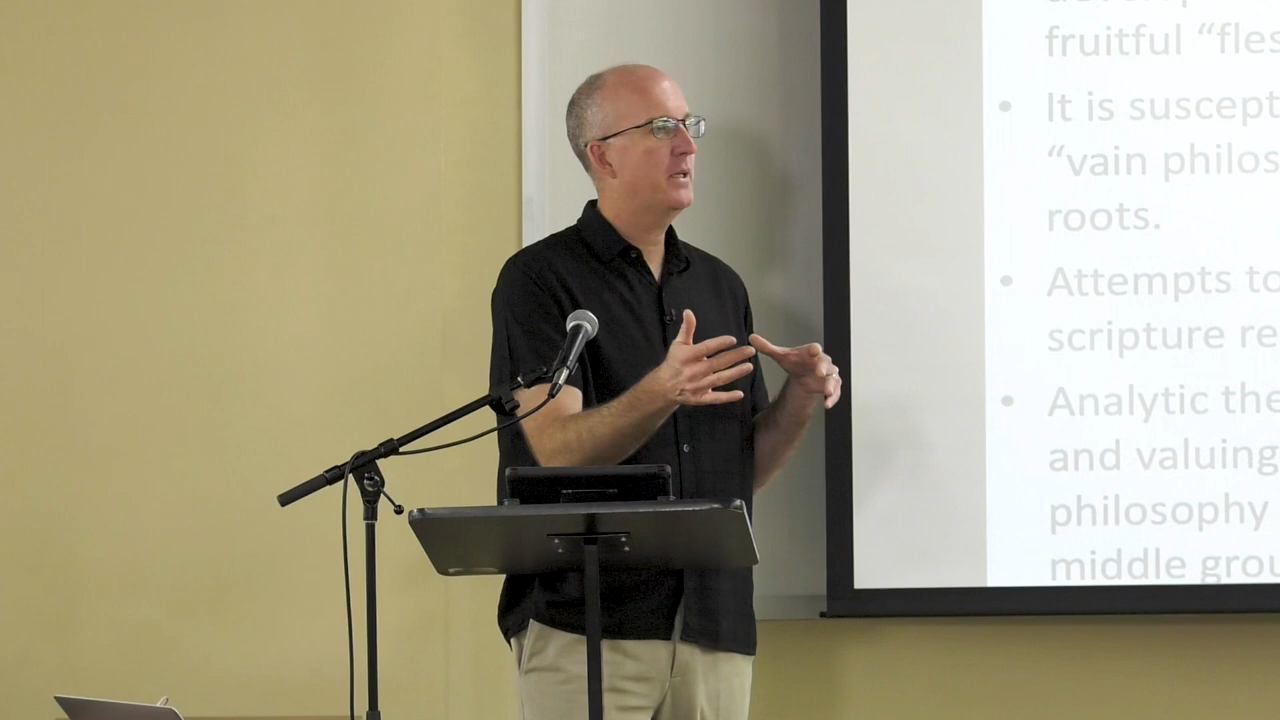 fruitful “fles
• It is suscept
“vain philos
roots.
• Attempts to
scripture re
• Analytic the
and valuing
philosophy
middle grou